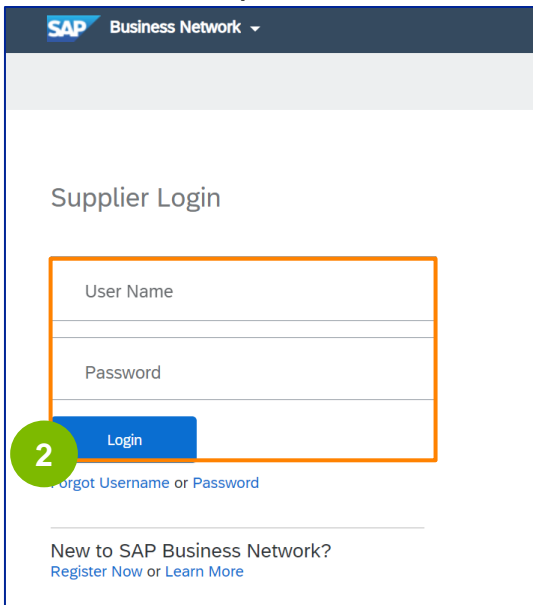 SAP Business Network
Supplier Login
User Name
Password
Login
2
Forgot Username or Password
New to SAP Business Network?
Register Now or Learn More